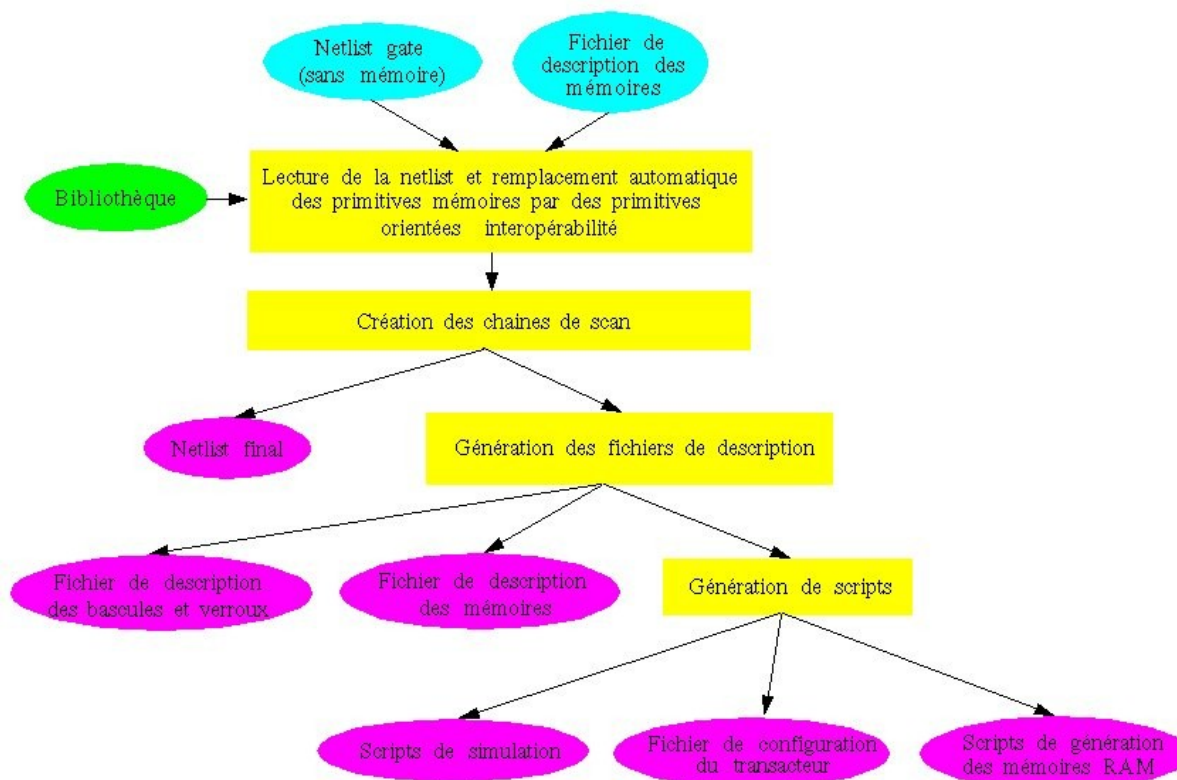 Netlist gate
(sans mémoire)
Fichier de
description des
mémoires
Bibliothèque
Lecture de la netlist et remplacement automatique
des primitives mémoires par des primitives
orientées interopérabilité
Création des chaines de scan
Netlist final
Génération des fichiers de description
Fichier de description
des bascules et verroux
Fichier de description
des mémoires
Génération de scripts
Scripts de simulation
Fichier de configuration
du transacteur
Scripts de génération
des mémoires RAM